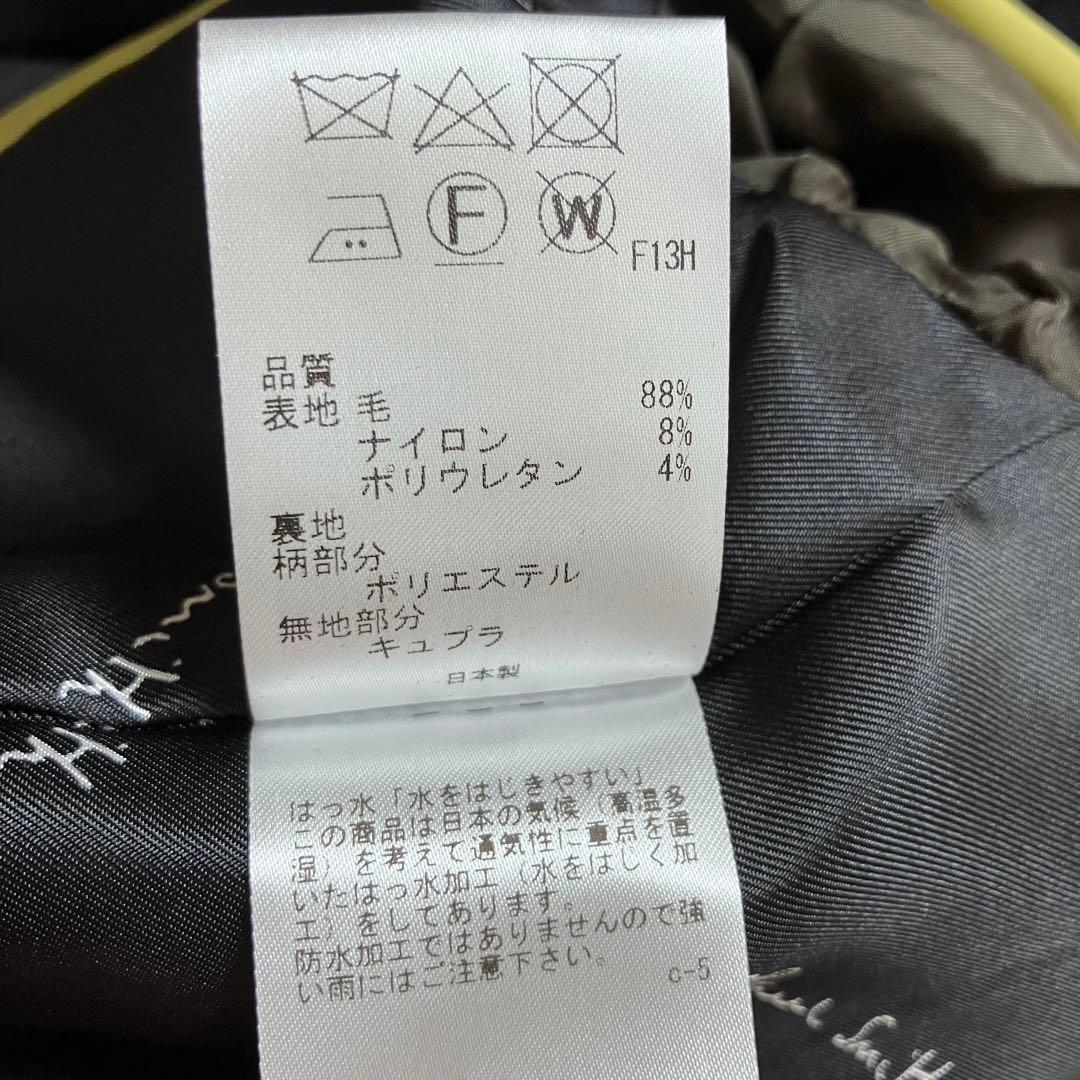 F
W
F13H
品質
表地 毛 88%
ナイロン 8%
ポリウレタン 4%
裏地
柄部分
ポリエステル
無地部分
キュプラ
日本製
はっ水「水をはじきやすい」
この商品は日本の気候（高温多
湿）を考えて通気性に重点を置
いたはっ水加工（水をはじく加
工）をしてあります。
防水加工ではありませんので強
い雨にはご注意下さい。
c-5